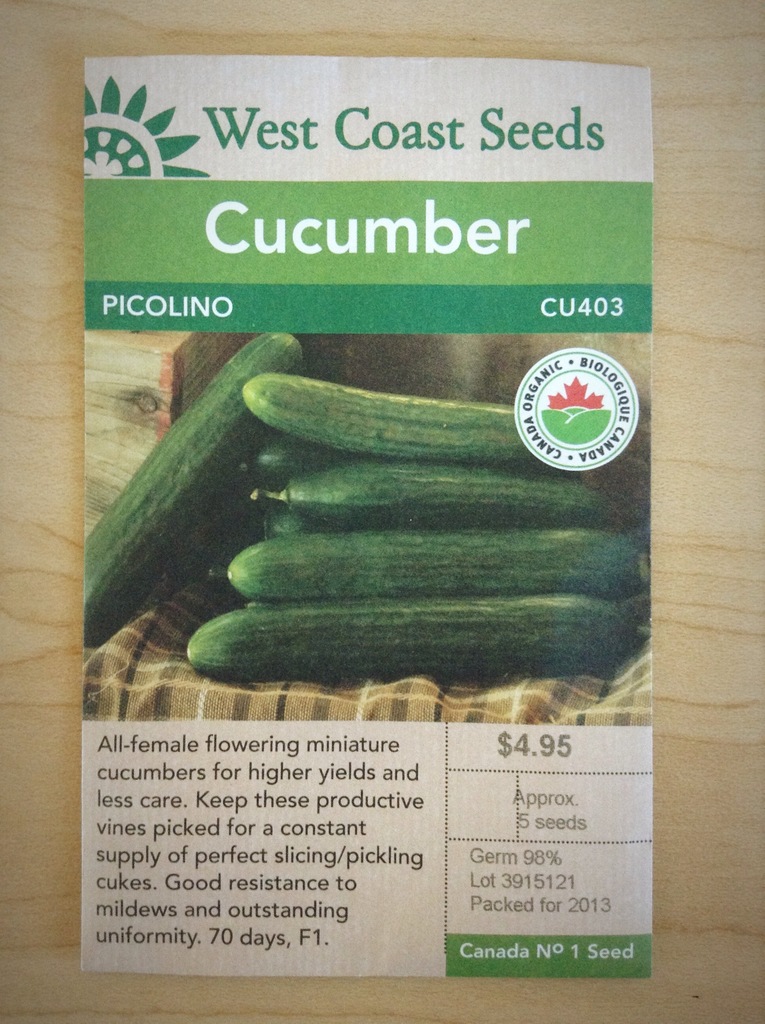 West Coast Seeds
Cucumber
PICOLINO CU403
CANADA ORGANIC • BIOLOGIQUE CANADA •
All-female flowering miniature
cucumbers for higher yields and
less care. Keep these productive
vines picked for a constant
supply of perfect slicing/pickling
cukes. Good resistance to
mildews and outstanding
uniformity. 70 days, F1.
$4.95
Approx.
5 seeds
Germ 98%
Lot 3915121
Packed for 2013
Canada Nº 1 Seed